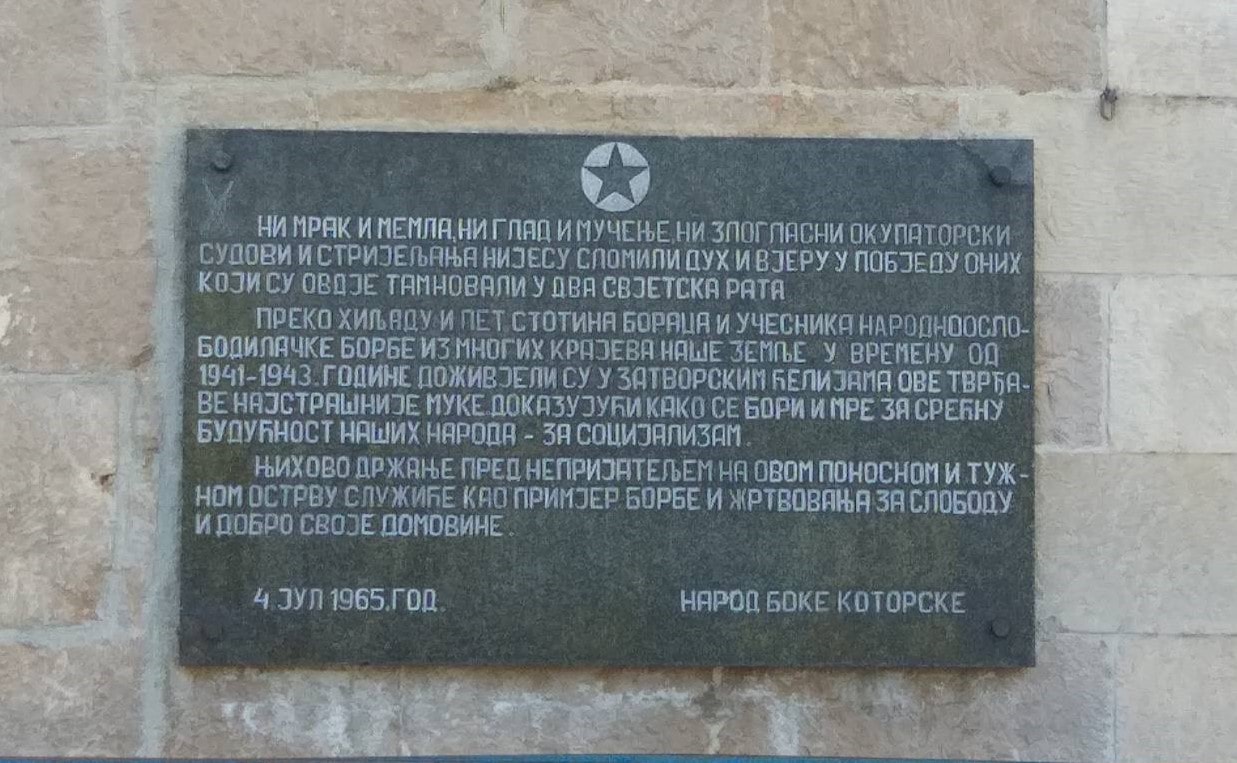 НИ МРАК И МЕМЛА, НИ ГЛАД И МУЧЕЊЕ, НИ ЗЛОГЛАСНИ ОКУПАТОРСКИ
СУДОВИ И СТРИЈЕЉАЊА НИЈЕСУ СЛОМИЛИ ДУХ И ВЈЕРУ У ПОБЈЕДУ ОНИХ
КОЈИ СУ ОВДЈЕ ТАМНОВАЛИ У ДВА СВЈЕТСКА РАТА
ПРЕКО ХИЉАДУ И ПЕТ СТОТИНА БОРАЦА И УЧЕСНИКА НАРОДНООСЛО-
БОДИЛАЧКЕ БОРБЕ ИЗ МНОГИХ КРАЈЕВА НАШЕ ЗЕМЉЕ У ВРЕМЕНУ ОД
1941-1943. ГОДИНЕ ДОЖИВЈЕЛИ СУ У ЗАТВОРСКИМ ЋЕЛИЈАМА ОВЕ ТВРЂА-
ВЕ НАЈСТРАШНИЈЕ МУКЕ ДОКАЗУЈУЋИ КАКО СЕ БОРИ И МРЕ ЗА СРЕЋНУ
БУДУЋНОСТ НАШИХ НАРОДА - ЗА СОЦИЈАЛИЗАМ.
ЊИХОВО ДРЖАЊЕ ПРЕД НЕПРИЈАТЕЉЕМ НА ОВОМ ПОНОСНОМ И ТУЖ-
НОМ ОСТРВУ СЛУЖИЋЕ КАО ПРИМЈЕР БОРБЕ И ЖРТВОВАЊА ЗА СЛОБОДУ
И ДОБРО СВОЈЕ ДОМОВИНЕ.
4 ЈУЛ 1965. ГОД.
НАРОД БОКЕ КОТОРСКЕ